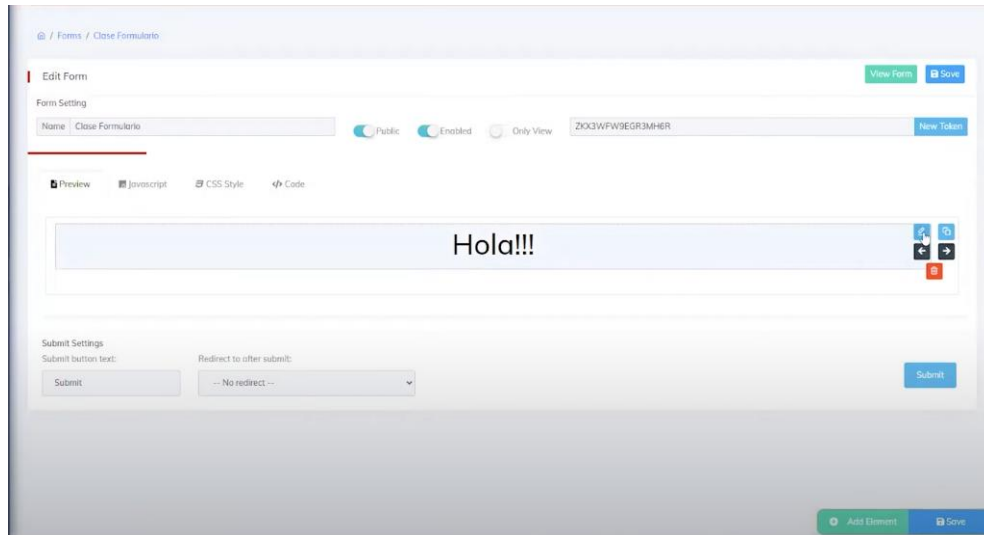 / Forms / Clase Formulario
Edit Form
View Form
Save
Form Setting
Name Clase Formulario
Public
Enabled
Only View
ZKX3WFW9EGR3MH6R
New Token
Preview
Javascript
CSS Style
</> Code
Hola!!!
Submit Settings
Submit button text:
Redirect to after submit:
Submit
-- No redirect --
Submit
Add Element
Save